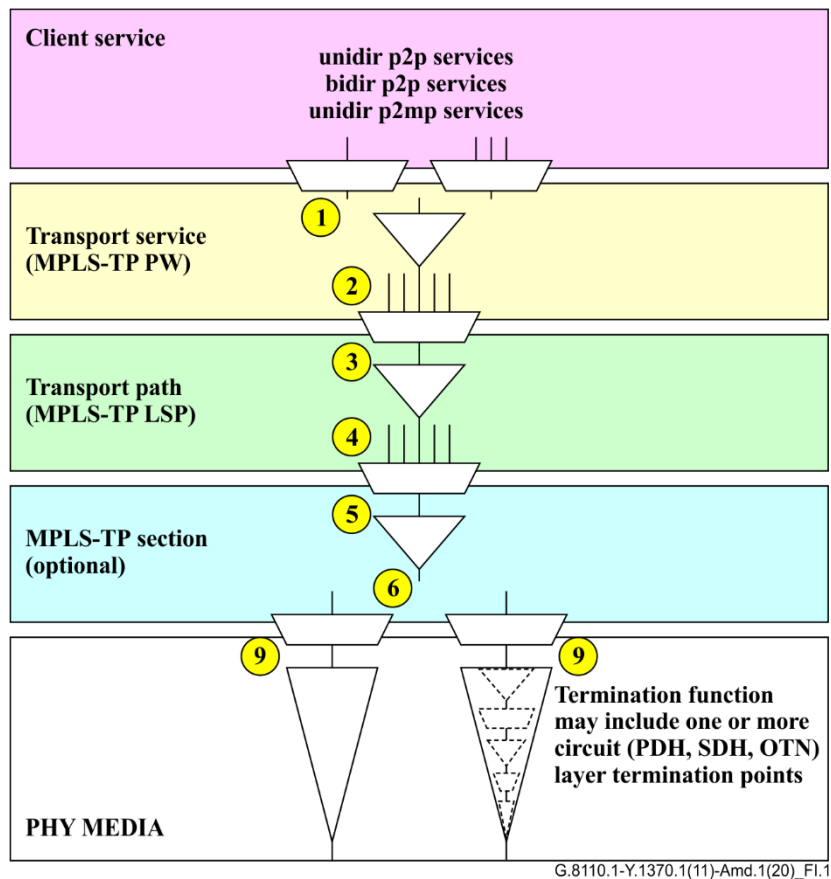 Client service
unidir p2p services
bidir p2p services
unidir p2mp services
1
Transport service
(MPLS-TP PW)
2
3
Transport path
(MPLS-TP LSP)
4
5
MPLS-TP section
(optional)
6
9
9
Termination function
may include one or more
circuit (PDH, SDH, OTN)
layer termination points
PHY MEDIA
G.8110.1-Y.1370.1(11)-Amd.1(20)_FI.1